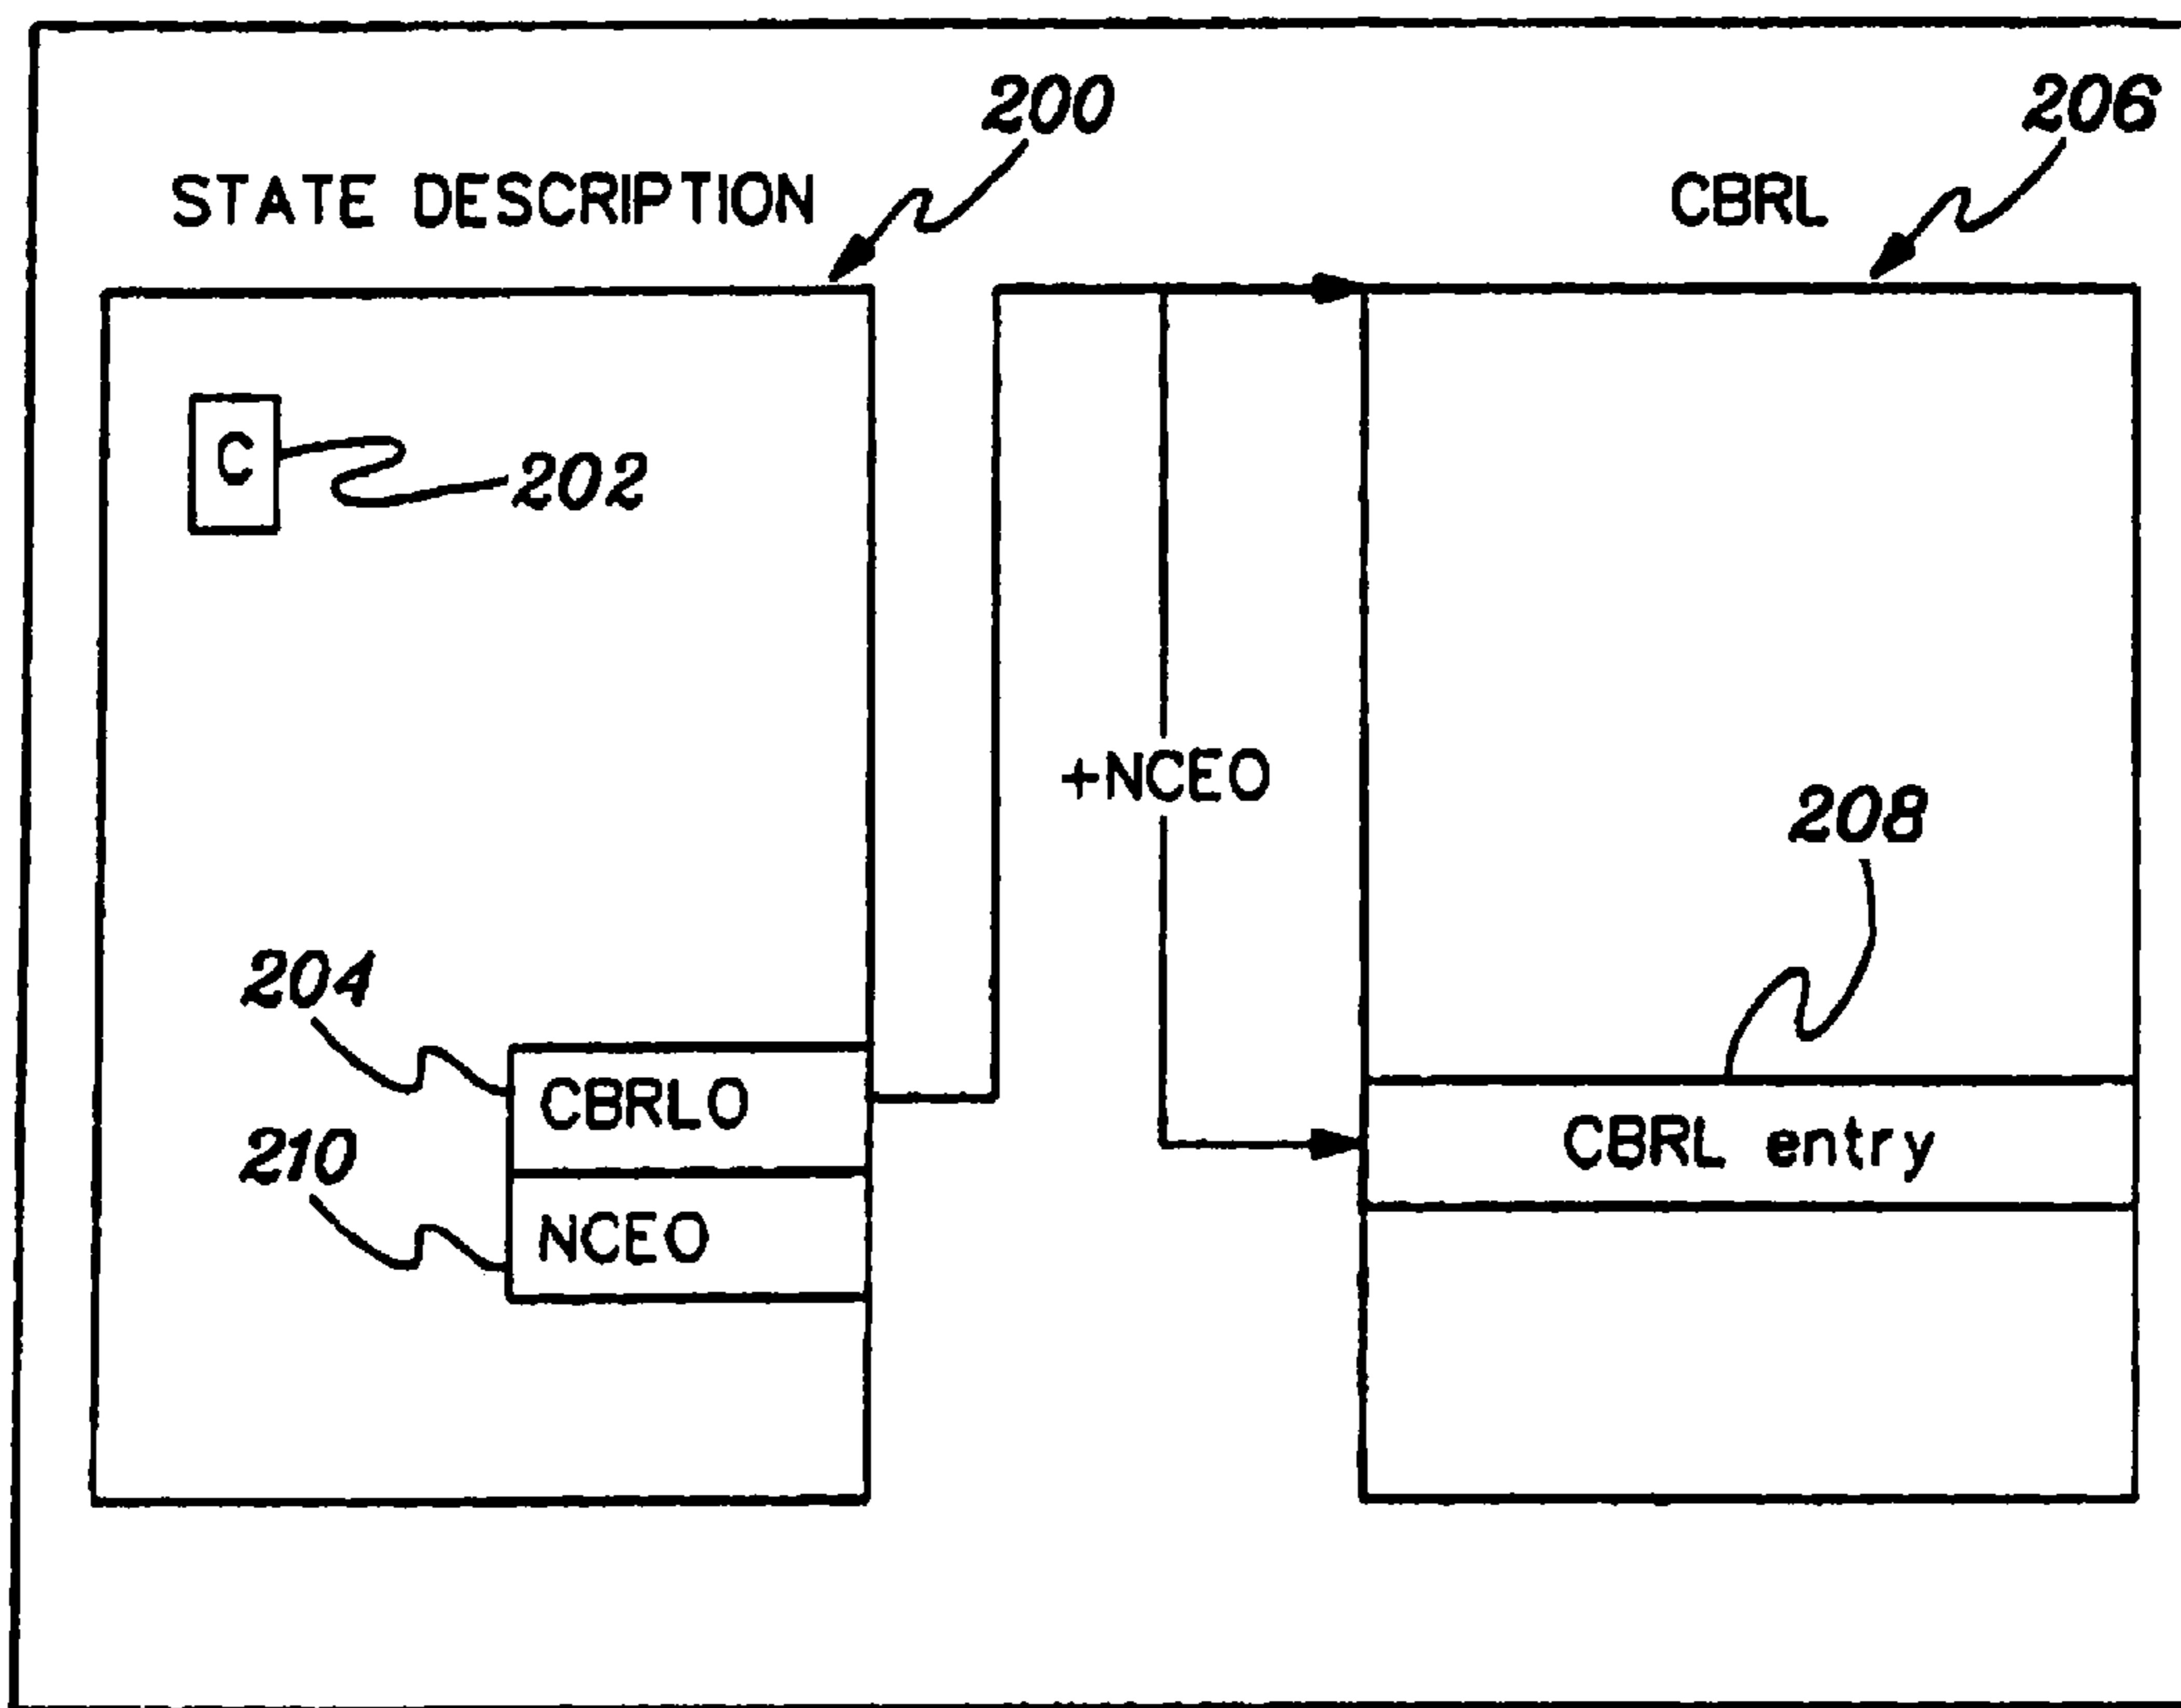 200
206
STATE DESCRIPTION
CBRL
C
202
+NCEO
208
204
CBRLO
CBRL entry
210
NCEO